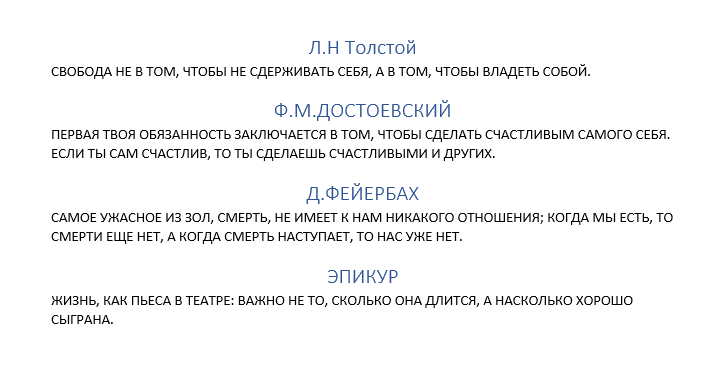 Л.Н Толстой
СВОБОДА НЕ В ТОМ, ЧТОБЫ НЕ СДЕРЖИВАТЬ СЕБЯ, А В ТОМ, ЧТОБЫ ВЛАДЕТЬ СОБОЙ.
Ф.М.ДОСТОЕВСКИЙ
ПЕРВАЯ ТВОЯ ОБЯЗАННОСТЬ ЗАКЛЮЧАЕТСЯ В ТОМ, ЧТОБЫ СДЕЛАТЬ СЧАСТЛИВЫМ САМОГО СЕБЯ.
ЕСЛИ ТЫ САМ СЧАСТЛИВ, ТО ТЫ СДЕЛАЕШЬ СЧАСТЛИВЫМИ И ДРУГИХ.
Д.ФЕЙЕРБАХ
САМОЕ УЖАСНОЕ ИЗ ЗОЛ, СМЕРТЬ, НЕ ИМЕЕТ К НАМ НИКАКОГО ОТНОШЕНИЯ; КОГДА МЫ ЕСТЬ, ТО
СМЕРТИ ЕЩЕ НЕТ, А КОГДА СМЕРТЬ НАСТУПАЕТ, ТО НАС УЖЕ НЕТ.
ЭПИКУР
ЖИЗНЬ, КАК ПЬЕСА В ТЕАТРЕ: ВАЖНО НЕ ТО, СКОЛЬКО ОНА ДЛИТСЯ, А НАСКОЛЬКО ХОРОШО
СЫГРАНА.